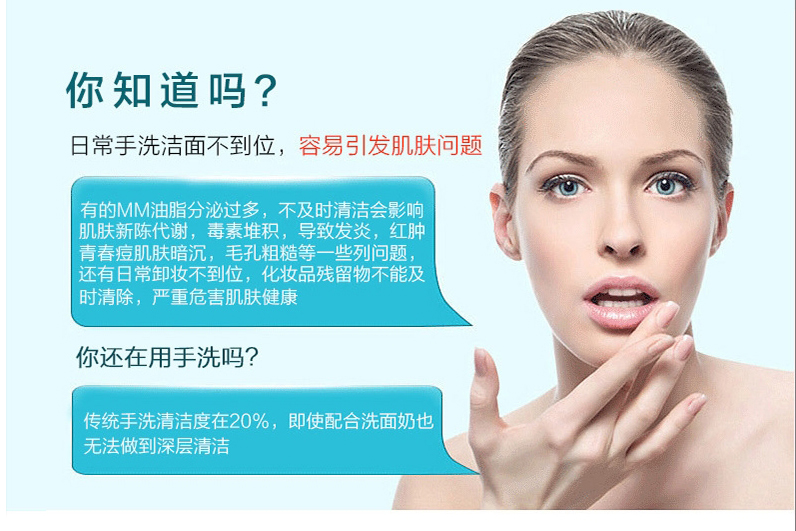 你知道吗?
日常手洗洁面不到位，容易引发肌肤问题
有的MM油脂分泌过多，不及时清洁会影响
肌肤新陈代谢，毒素堆积，导致发炎，红肿
青春痘肌肤暗沉，毛孔粗糙等一些列问题，
还有日常卸妆不到位，化妆品残留物不能及
时清除，严重危害肌肤健康
你还在用手洗吗?
传统手洗清洁度在20%，即使配合洗面奶也
无法做到深层清洁